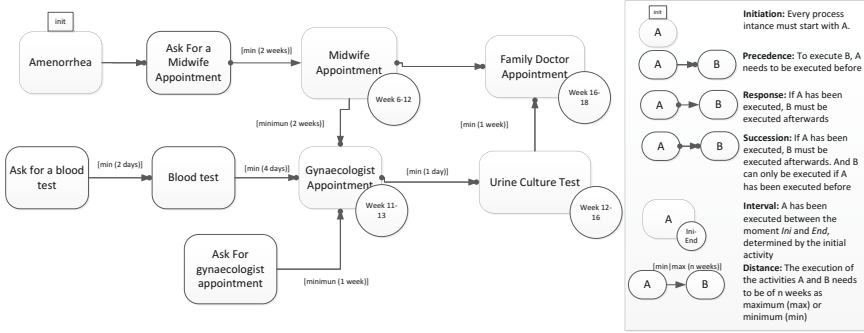 init
Amenorrhea
Ask For a
Midwife
Appointment
[min (2 weeks)]
Midwife
Appointment
Week 6-12
Family Doctor
Appointment
Week 16-
18
[minimun (2 weeks)]
[min (1 week)]
Ask for a blood
test
[min (2 days)]
Blood test
[min (4 days)]
Gynaecologist
Appointment
Week 11-
13
[min (1 day)]
Urine Culture Test
Week 12-
16
Ask For
gynaecologist
appointment
[minimun (1 week)]
init
A
Initiation: Every process
intance must start with A.
A
B
Precedence: To execute B, A
needs to be executed before
A
B
Response: If A has been
executed, B must be
executed afterwards
A
B
Succession: If A has been
executed, B must be
executed afterwards. And B
can only be executed if A
has been executed before
A
Ini-
End
Interval: A has been
executed between the
moment Ini and End,
determined by the initial
activity
[min|max (n weeks)]
A
B
Distance: The execution of
the activities A and B needs
to be of n weeks as
maximum (max) or
minimum (min)